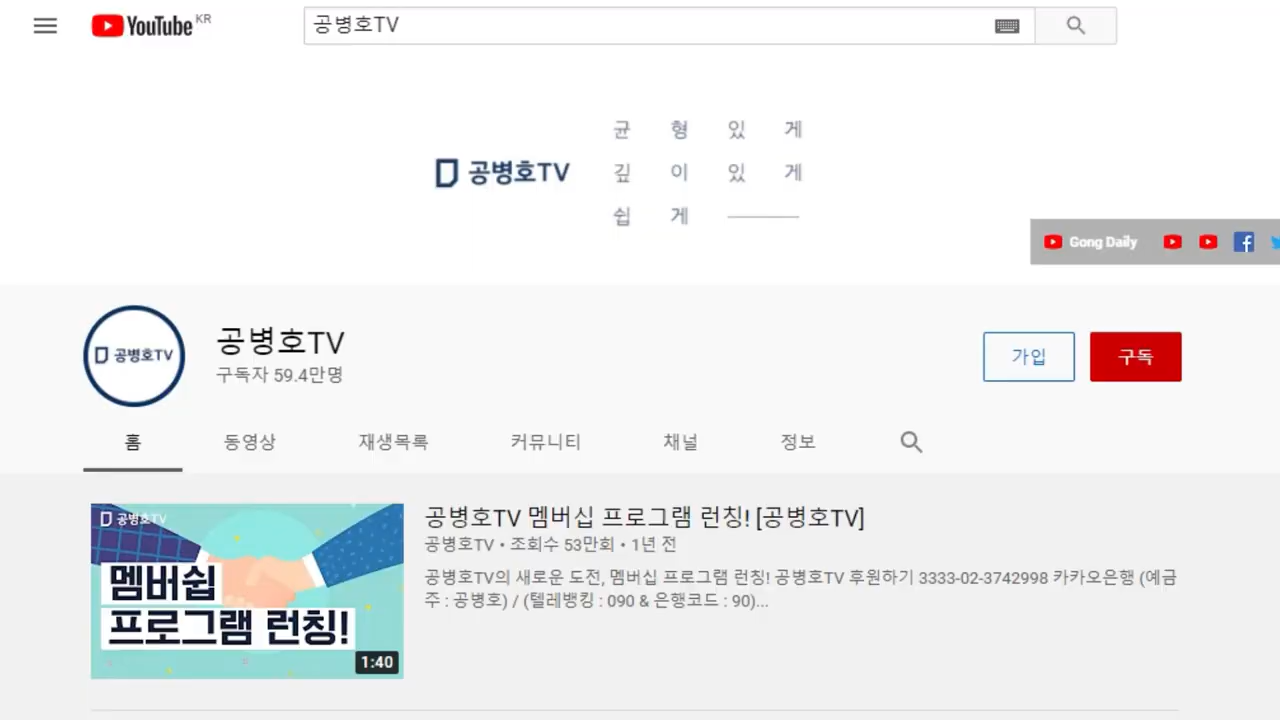 YouTube KR
공병호TV
공병호TV
균형있게
깊이있게
쉽게
Gong Daily
공병호TV
공병호TV
구독자 59.4만명
가입
구독
홈 동영상 재생목록 커뮤니티 채널 정보
공병호TV
멤버쉽
프로그램 런칭!
1:40
공병호TV 멤버십 프로그램 런칭! [공병호TV]
공병호TV • 조회수 53만회 • 1년 전
공병호TV의 새로운 도전, 멤버십 프로그램 런칭! 공병호TV 후원하기 3333-02-3742998 카카오은행 (예금
주 : 공병호) / (텔레뱅킹 : 090 & 은행코드 : 90)...